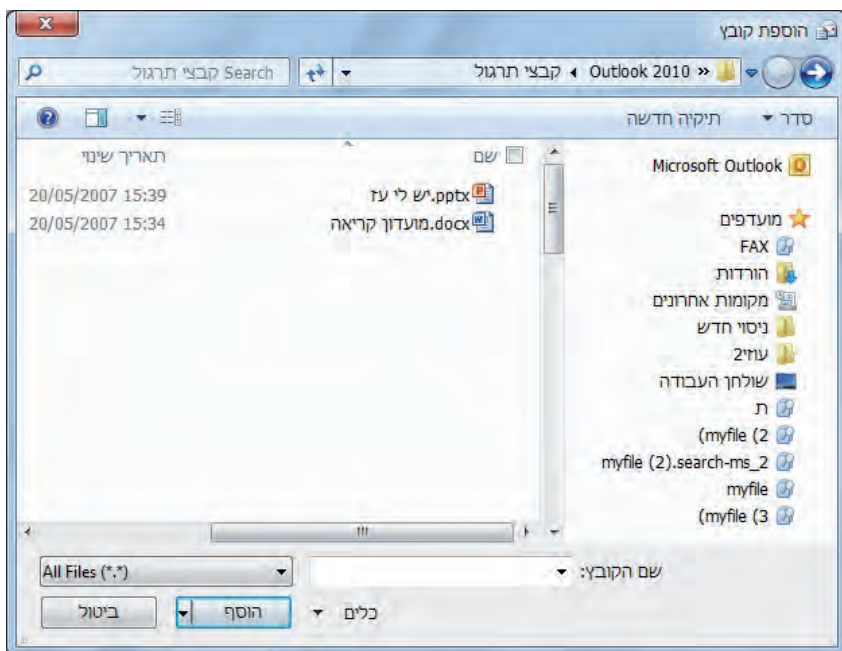 הוספת קובץ
Outlook 2010 « קבצי תרגול
Search קבצי תרגול
סדר תיקיה חדשה
Microsoft Outlook
מועדפים
FAX
הורדות
מקומות אחרונים
ניסוי חדש
עוזי2
שולחן העבודה
ת
(myfile (2
myfile (2).search-ms_2
myfile
(myfile (3
שם תאריך שינוי
יש לי עז.pptx 20/05/2007 15:39
מועדון קריאה.docx 20/05/2007 15:34
שם הקובץ:
All Files (*.*)
כלים הוסף ביטול